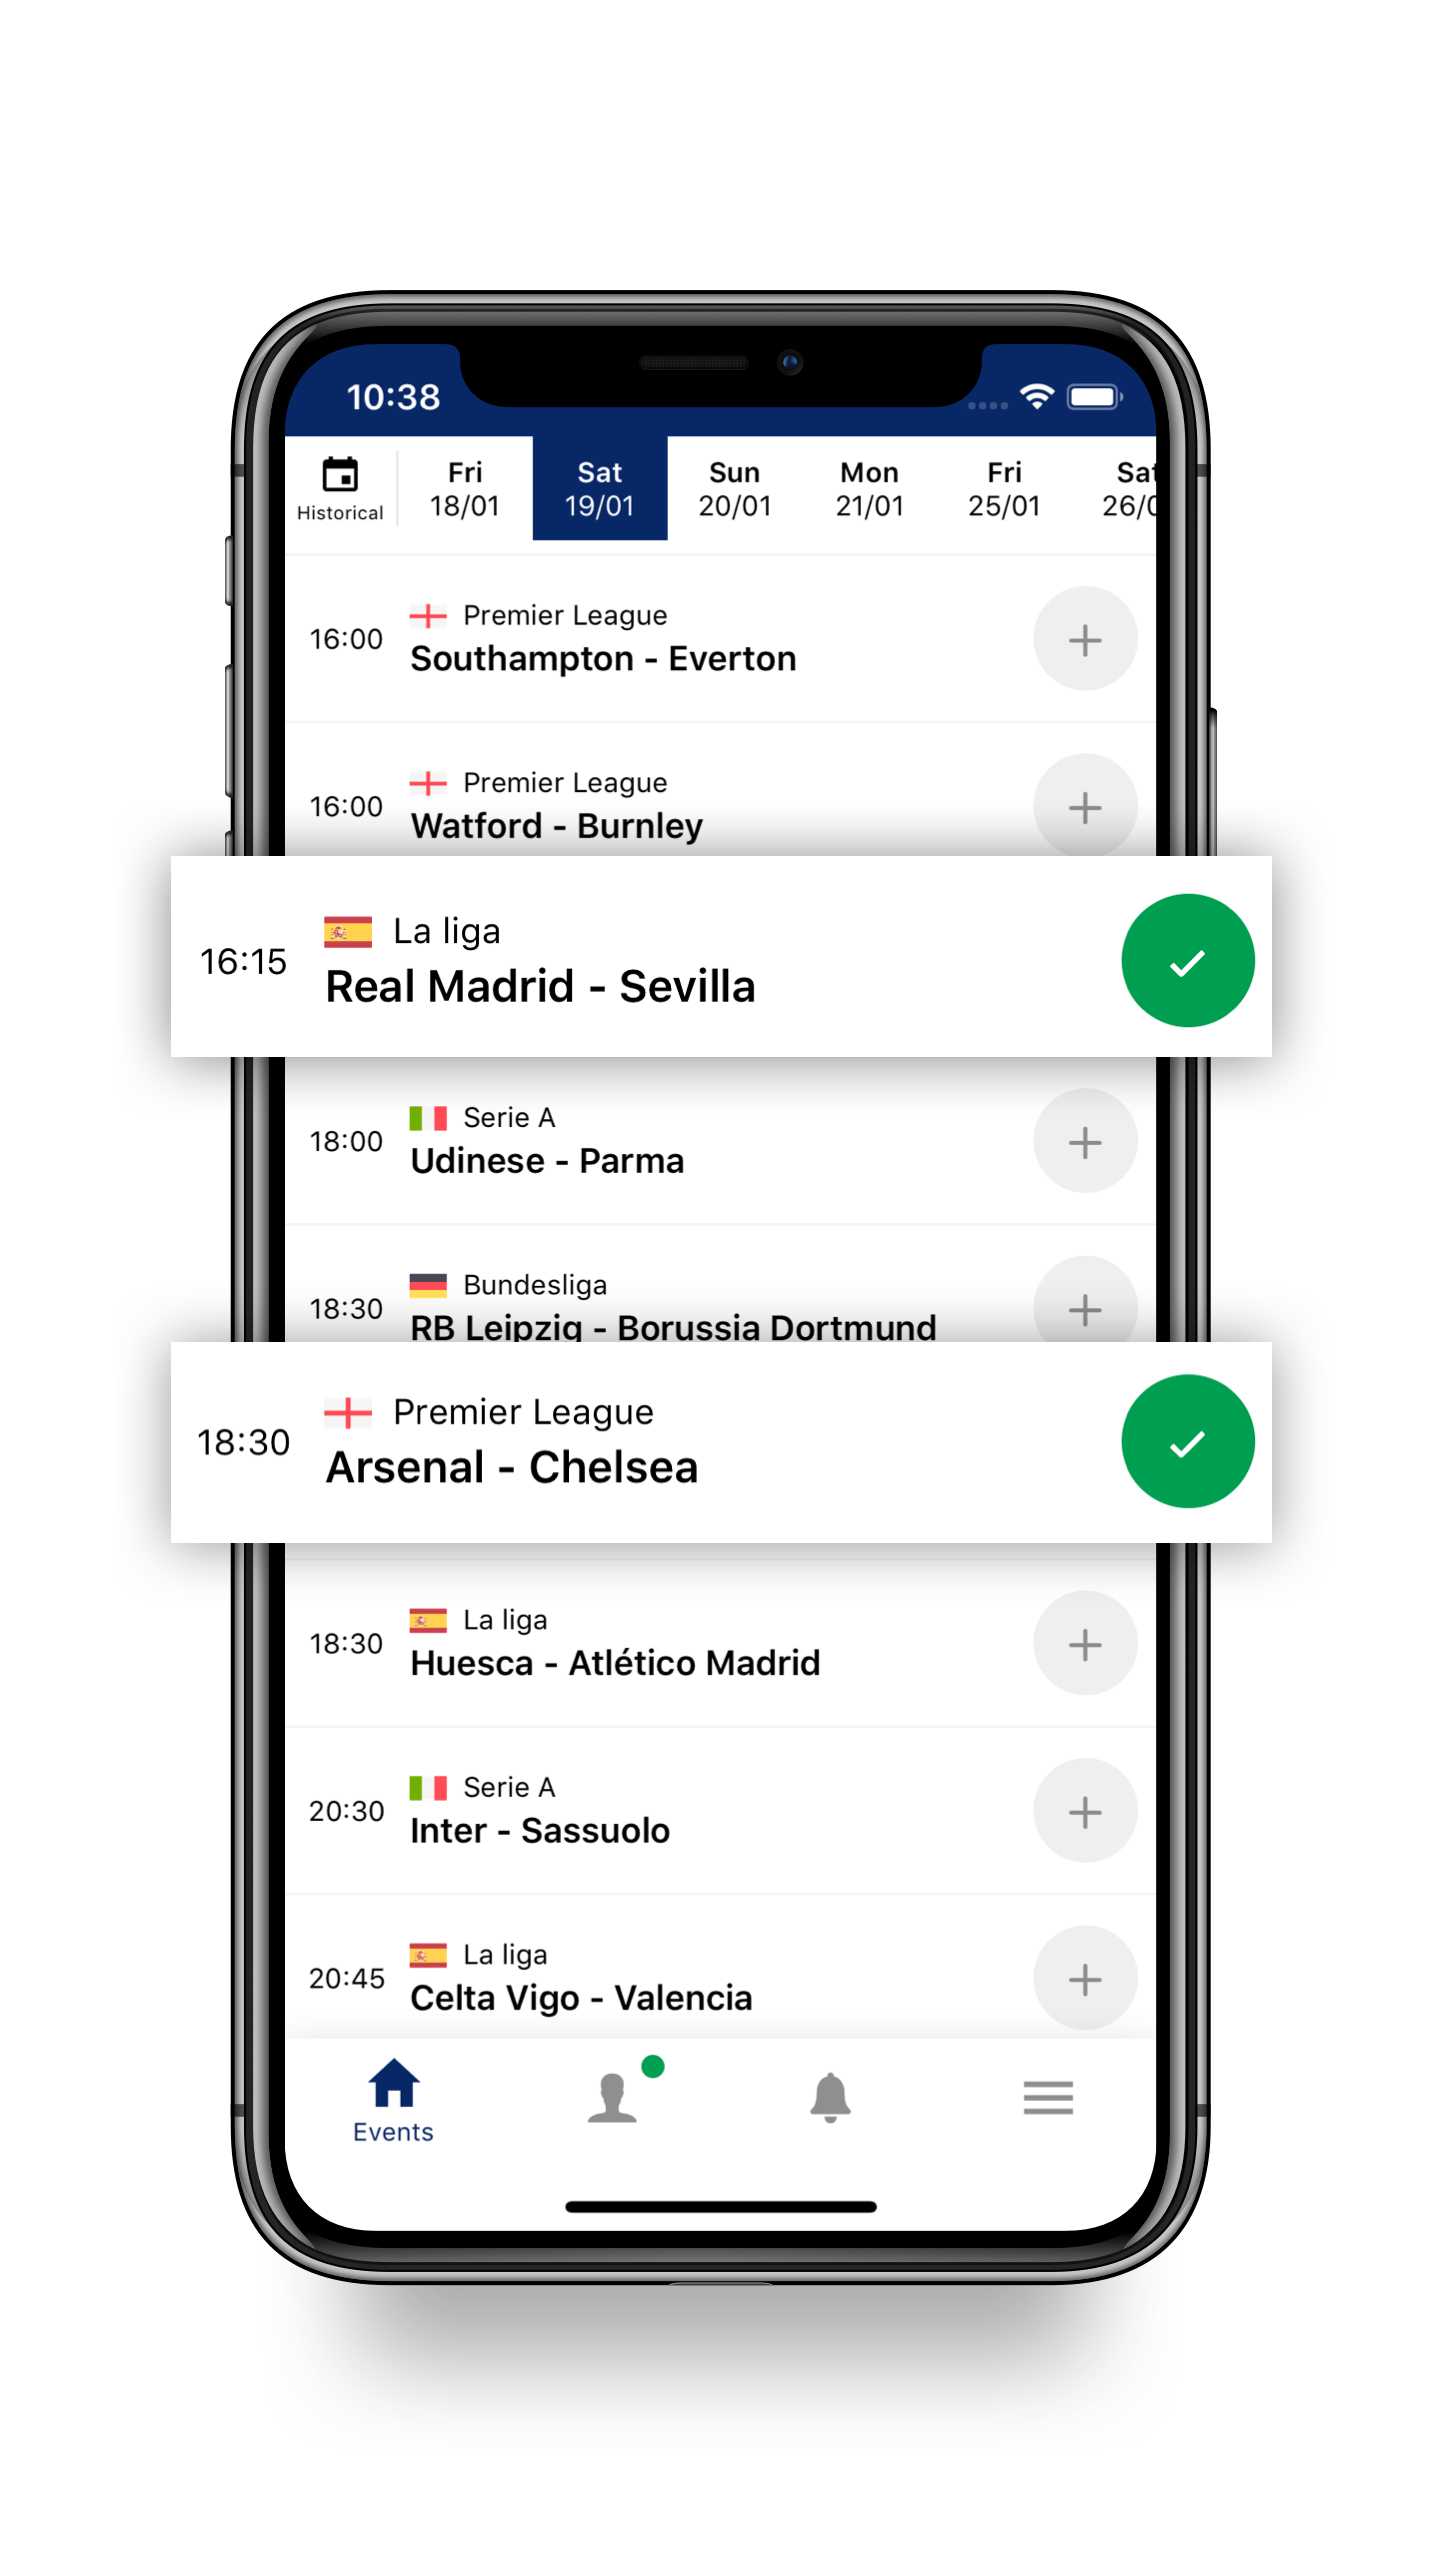 10:38
Historical
Fri
18/01
Sat
19/01
Sun
20/01
Mon
21/01
Fri
25/01
Sat
26/0
16:00
Premier League
Southampton - Everton
16:00
Premier League
Watford - Burnley
16:15
La liga
Real Madrid - Sevilla
18:00
Serie A
Udinese - Parma
18:30
Bundesliga
RB Leipzig - Borussia Dortmund
18:30
Premier League
Arsenal - Chelsea
18:30
La liga
Huesca - Atlético Madrid
20:30
Serie A
Inter - Sassuolo
20:45
La liga
Celta Vigo - Valencia
Events